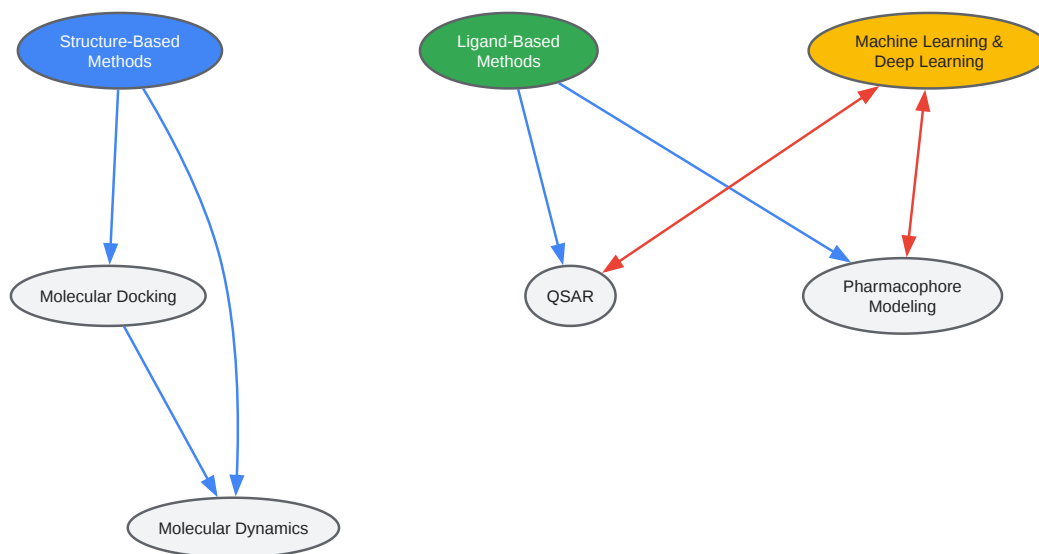 Structure-Based
Methods
Ligand-Based
Methods
Machine Learning &
Deep Learning
Molecular Docking
QSAR
Pharmacophore
Modeling
Molecular Dynamics